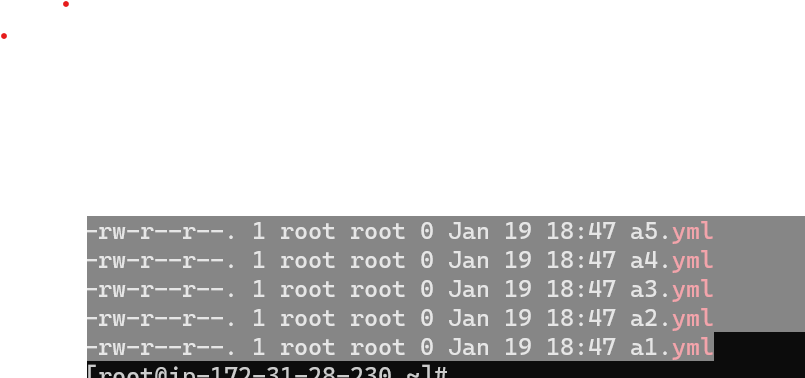 -rw-r--r--. 1 root root 0 Jan 19 18:47 a5.yml
-rw-r--r--. 1 root root 0 Jan 19 18:47 a4.yml
-rw-r--r--. 1 root root 0 Jan 19 18:47 a3.yml
-rw-r--r--. 1 root root 0 Jan 19 18:47 a2.yml
-rw-r--r--. 1 root root 0 Jan 19 18:47 a1.yml
[root@ip-172-31-28-230 ~]#